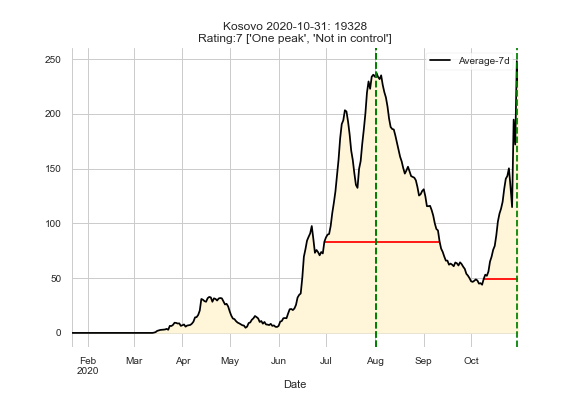 Kosovo 2020-10-31: 19328
Rating:7 ['One peak', 'Not in control']
Average-7d
250
200
150
100
50
0
Feb Mar Apr May Jun Jul Aug Sep Oct
2020
Date